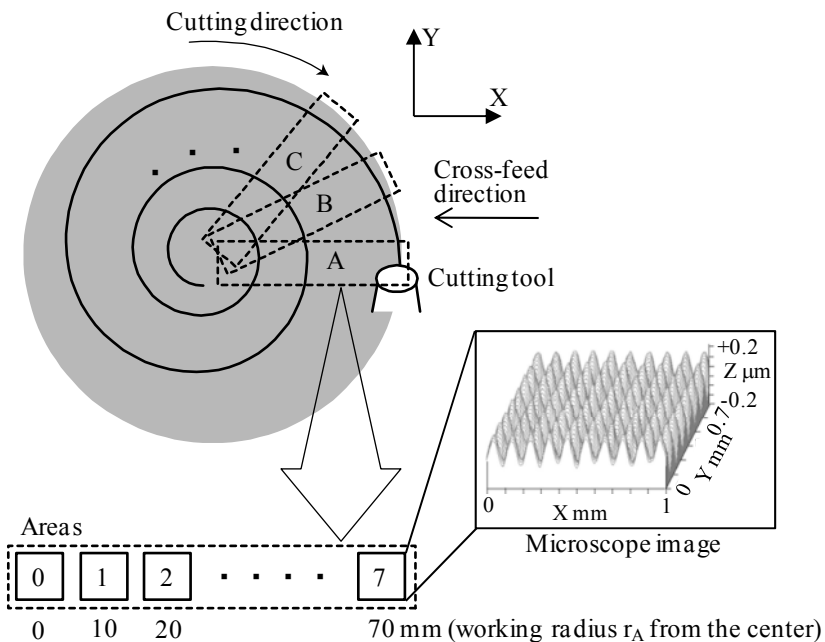 Cutting direction
Y
X
C
B
A
Cross-feed
direction
Cutting tool
+0.2
Z μm
-0.2
0.7
Y mm
0
0
X mm
1
Microscope image
Areas
0
1
2
7
0
10
20
70 mm (working radius rA from the center)